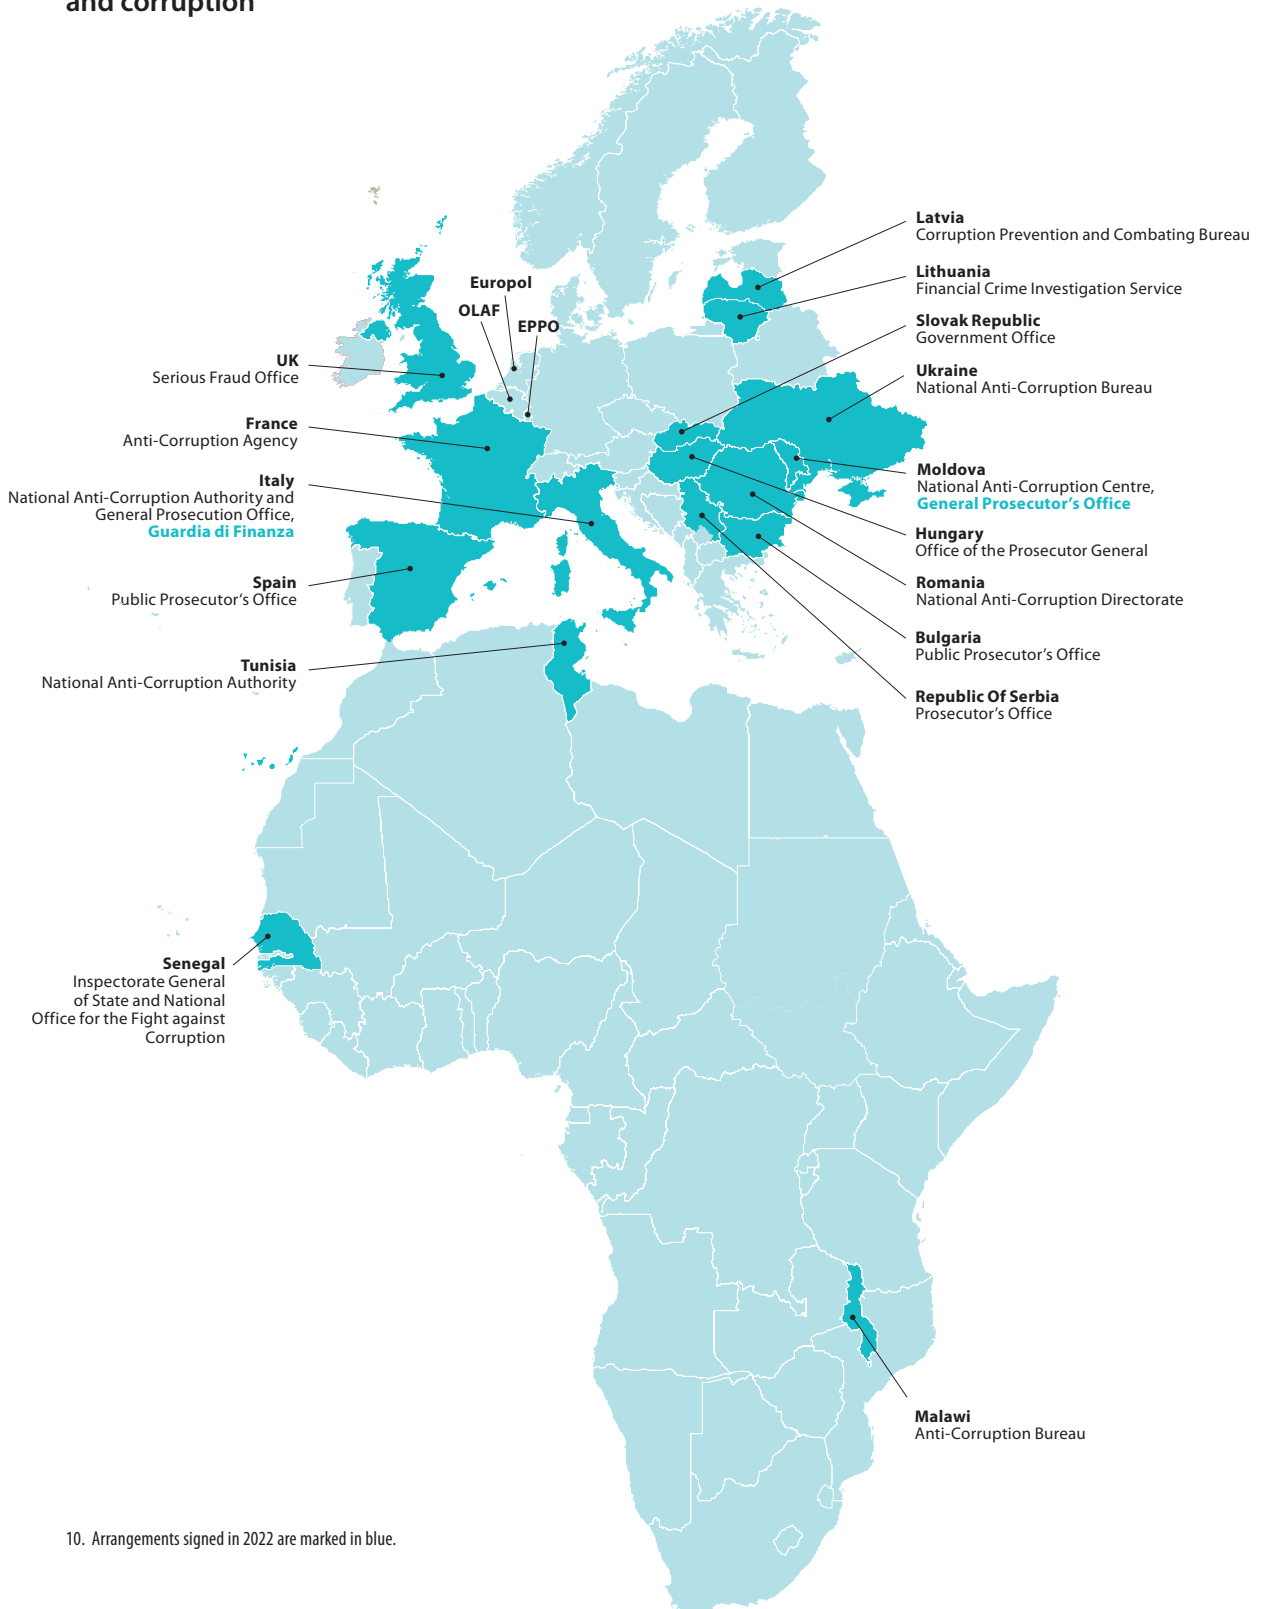 and corruption
Europol
OLAF
EPPO
UK
Serious Fraud Office
France
Anti-Corruption Agency
Italy
National Anti-Corruption Authority and
General Prosecution Office,
Guardia di Finanza
Spain
Public Prosecutor's Office
Tunisia
National Anti-Corruption Authority
Senegal
Inspectorate General
of State and National
Office for the Fight against
Corruption
Latvia
Corruption Prevention and Combating Bureau
Lithuania
Financial Crime Investigation Service
Slovak Republic
Government Office
Ukraine
National Anti-Corruption Bureau
Moldova
National Anti-Corruption Centre,
General Prosecutor's Office
Hungary
Office of the Prosecutor General
Romania
National Anti-Corruption Directorate
Bulgaria
Public Prosecutor's Office
Republic Of Serbia
Prosecutor's Office
Malawi
Anti-Corruption Bureau
10. Arrangements signed in 2022 are marked in blue.